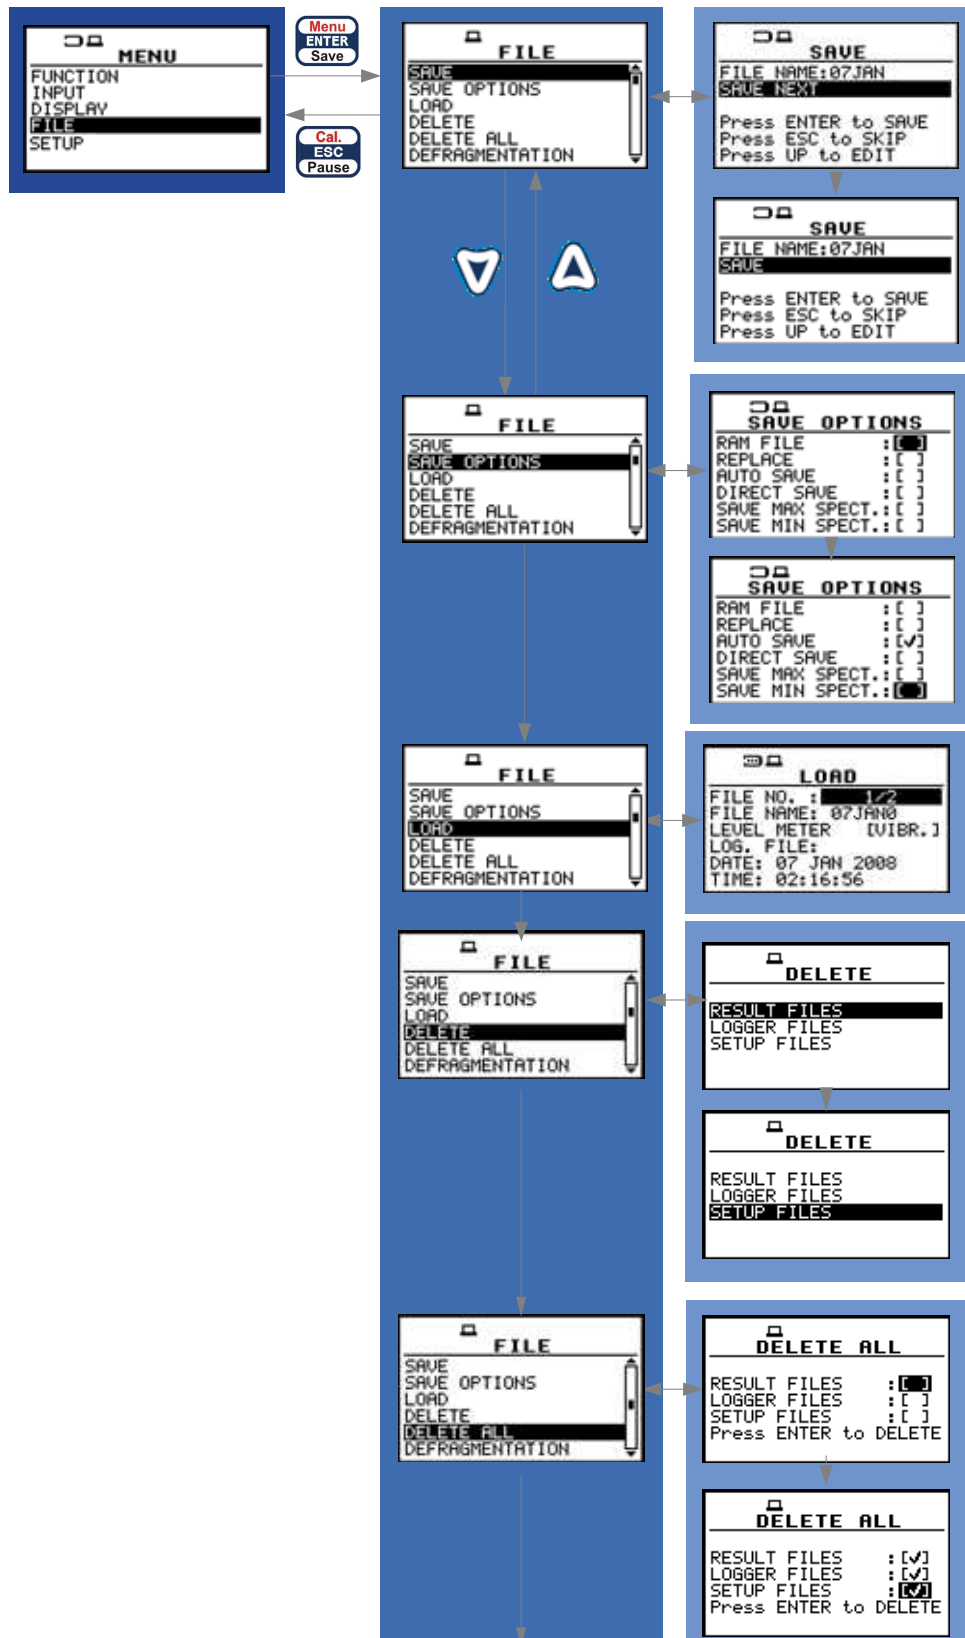 MENU
FUNCTION
INPUT
DISPLAY
FILE
SETUP
Menu
ENTER
Save
Cal.
ESC
Pause
FILE
SAVE
SAVE OPTIONS
LOAD
DELETE
DELETE ALL
DEFRAGMENTATION
SAVE
FILE NAME:07JAN
SAVE NEXT
Press ENTER to SAVE
Press ESC to SKIP
Press UP to EDIT
SAVE
FILE NAME:07JAN
SAVE
Press ENTER to SAVE
Press ESC to SKIP
Press UP to EDIT
FILE
SAVE
SAVE OPTIONS
LOAD
DELETE
DELETE ALL
DEFRAGMENTATION
SAVE OPTIONS
RAM FILE :[ ]
REPLACE :[ ]
AUTO SAVE :[ ]
DIRECT SAVE :[ ]
SAVE MAX SPECT.:[ ]
SAVE MIN SPECT.:[ ]
SAVE OPTIONS
RAM FILE :[ ]
REPLACE :[ ]
AUTO SAVE :[✓]
DIRECT SAVE :[ ]
SAVE MAX SPECT.:[ ]
SAVE MIN SPECT.:[ ]
FILE
SAVE
SAVE OPTIONS
LOAD
DELETE
DELETE ALL
DEFRAGMENTATION
LOAD
FILE NO. : 1/2
FILE NAME: 07JAN0
LEVEL METER [VIBR.]
LOG. FILE:
DATE: 07 JAN 2008
TIME: 02:16:56
FILE
SAVE
SAVE OPTIONS
LOAD
DELETE
DELETE ALL
DEFRAGMENTATION
DELETE
RESULT FILES
LOGGER FILES
SETUP FILES
DELETE
RESULT FILES
LOGGER FILES
SETUP FILES
FILE
SAVE
SAVE OPTIONS
LOAD
DELETE
DELETE ALL
DEFRAGMENTATION
DELETE ALL
RESULT FILES :[ ]
LOGGER FILES :[ ]
SETUP FILES :[ ]
Press ENTER to DELETE
DELETE ALL
RESULT FILES :[✓]
LOGGER FILES :[✓]
SETUP FILES :[✓]
Press ENTER to DELETE